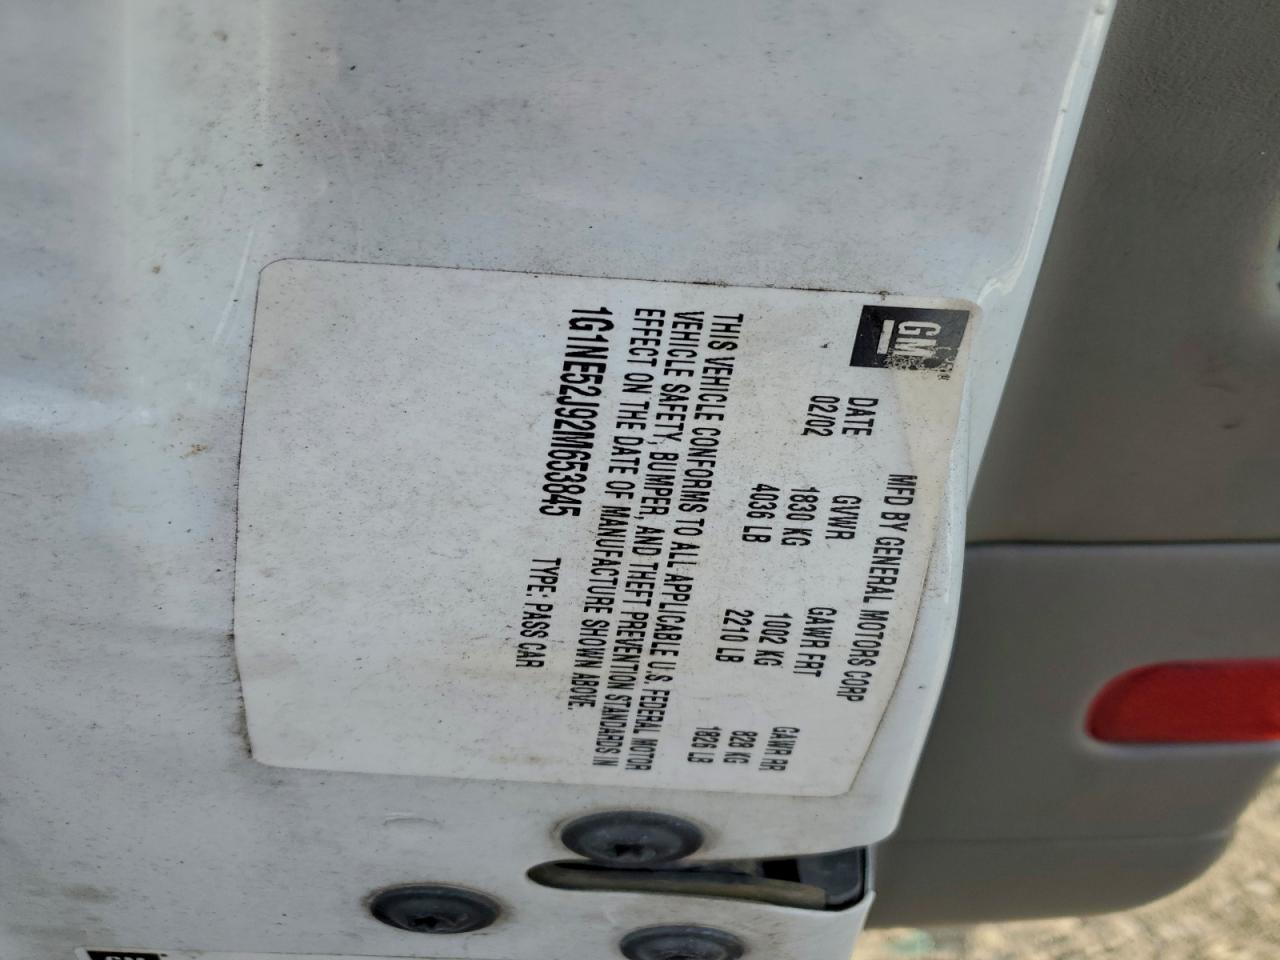 GM
MFD BY GENERAL MOTORS CORP
DATE GVWR GAWR FRT GAWR RR
02/02 1830 KG 1002 KG 828 KG
4036 LB 2210 LB 1826 LB
THIS VEHICLE CONFORMS TO ALL APPLICABLE U.S. FEDERAL MOTOR
VEHICLE SAFETY, BUMPER, AND THEFT PREVENTION STANDARDS IN
EFFECT ON THE DATE OF MANUFACTURE SHOWN ABOVE.
1G1NE52J92M653845 TYPE: PASS CAR
GM